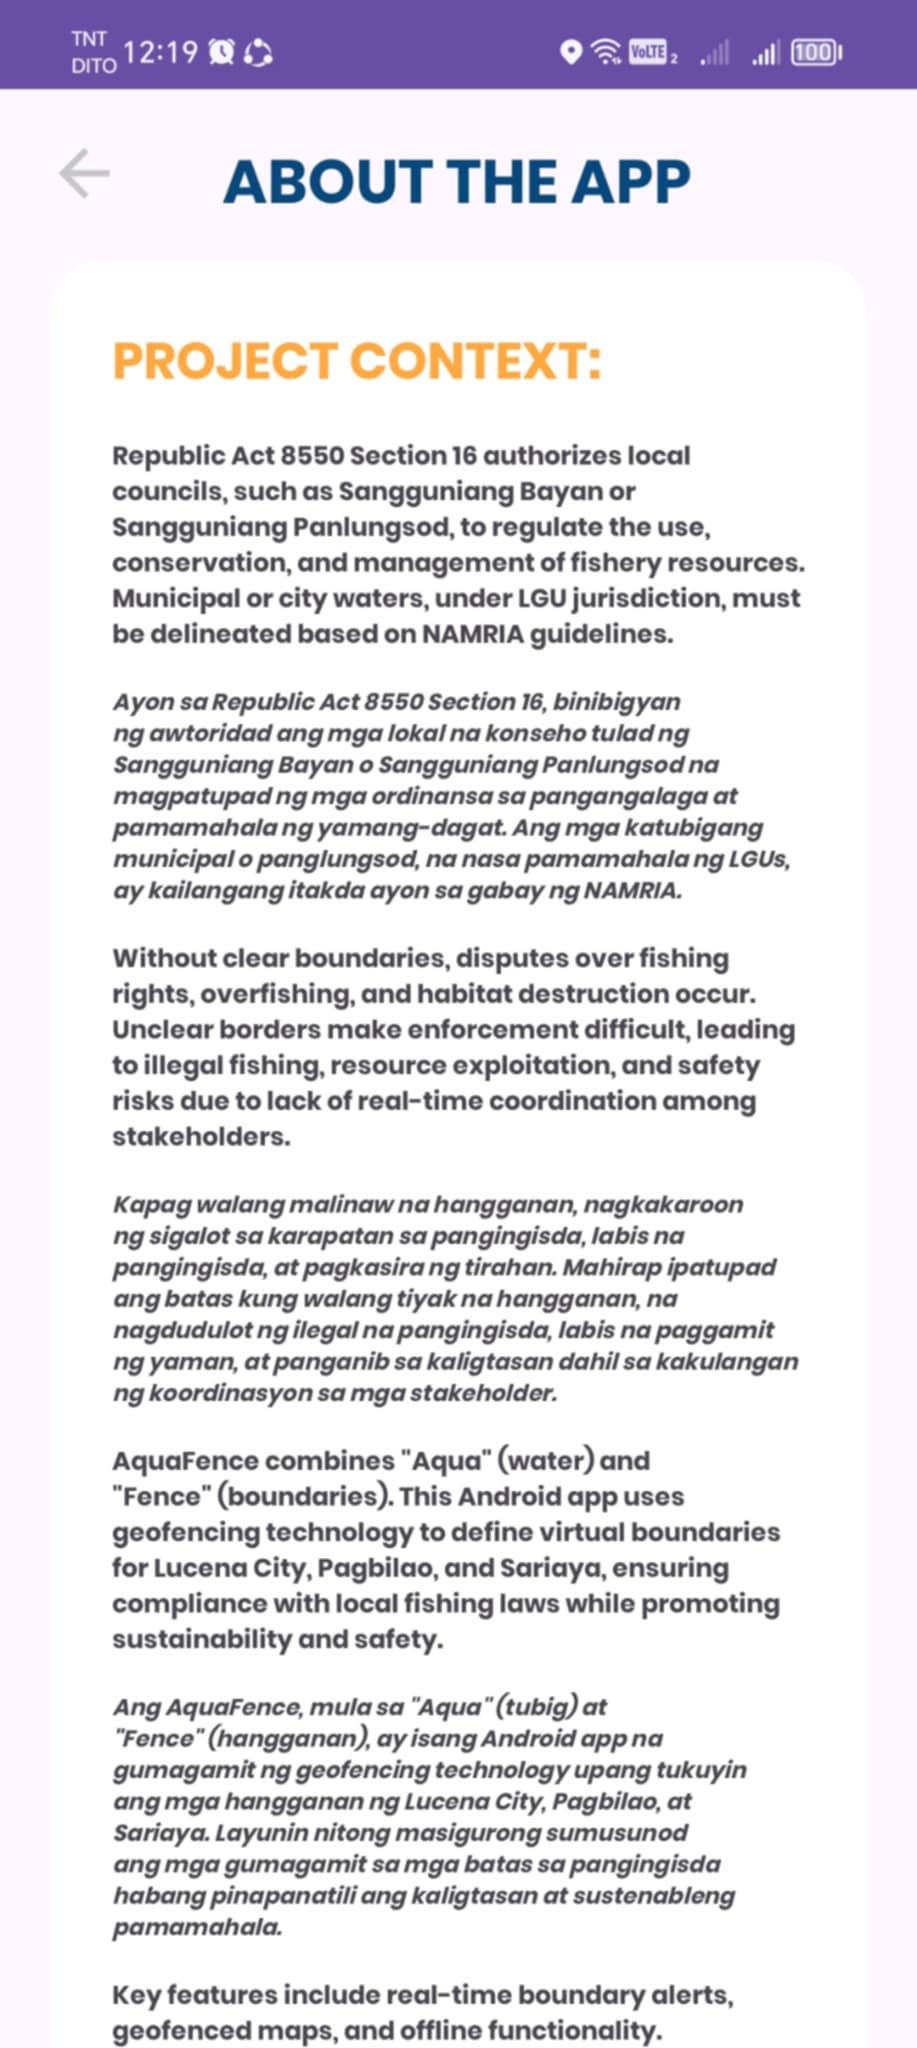 TNT
DITO
12:19
VoLTE 2
100
ABOUT THE APP
PROJECT CONTEXT:
Republic Act 8550 Section 16 authorizes local
councils, such as Sangguniang Bayan or
Sangguniang Panlungsod, to regulate the use,
conservation, and management of fishery resources.
Municipal or city waters, under LGU jurisdiction, must
be delineated based on NAMRIA guidelines.
Ayon sa Republic Act 8550 Section 16, binibigyan
ng awtoridad ang mga lokal na konseho tulad ng
Sangguniang Bayan o Sangguniang Panlungsod na
magpatupad ng mga ordinansa sa pangangalaga at
pamamahala ng yamang-dagat. Ang mga katubigang
municipal o panglungsod, na nasa pamamahala ng LGUs,
ay kailangang itakda ayon sa gabay ng NAMRIA.
Without clear boundaries, disputes over fishing
rights, overfishing, and habitat destruction occur.
Unclear borders make enforcement difficult, leading
to illegal fishing, resource exploitation, and safety
risks due to lack of real-time coordination among
stakeholders.
Kapag walang malinaw na hangganan, nagkakaroon
ng sigalot sa karapatan sa pangingisda, labis na
pangingisda, at pagkasira ng tirahan. Mahirap ipatupad
ang batas kung walang tiyak na hangganan, na
nagdudulot ng ilegal na pangingisda, labis na paggamit
ng yaman, at panganib sa kaligtasan dahil sa kakulangan
ng koordinasyon sa mga stakeholder.
AquaFence combines "Aqua" (water) and
"Fence" (boundaries). This Android app uses
geofencing technology to define virtual boundaries
for Lucena City, Pagbilao, and Sariaya, ensuring
compliance with local fishing laws while promoting
sustainability and safety.
Ang AquaFence, mula sa "Aqua" (tubig) at
"Fence" (hangganan), ay isang Android app na
gumagamit ng geofencing technology upang tukuyin
ang mga hangganan ng Lucena City, Pagbilao, at
Sariaya. Layunin nitong masigurong sumusunod
ang mga gumagamit sa mga batas sa pangingisda
habang pinapanatili ang kaligtasan at sustenableng
pamamahala.
Key features include real-time boundary alerts,
geofenced maps, and offline functionality.